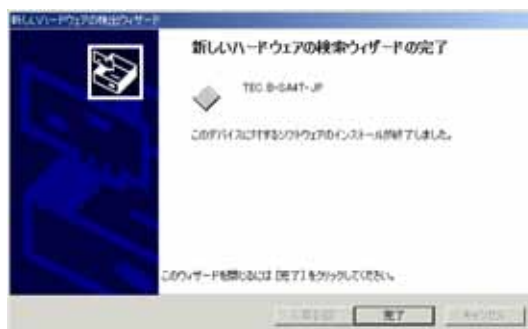 新しいハードウェアの検出ウィザード
新しいハードウェアの検索ウィザードの完了
TEC B-SA4T-JP
このデバイスに対するソフトウェアのインストールが終了しました。
このウィザードを閉じるには [完了] をクリックしてください。
完了
キャンセル